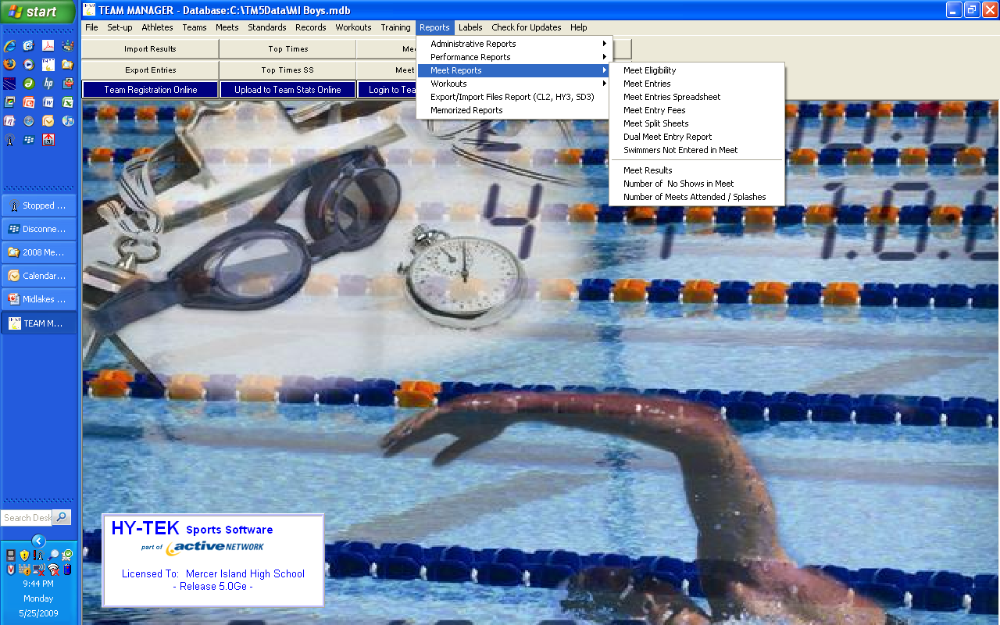 start
TEAM MANAGER - Database:C:\TM5Data\MI Boys.mdb
File Set-up Athletes Teams Meets Standards Records Workouts Training Reports Labels Check for Updates Help
Import Results Top Times
Export Entries Top Times SS Meet
Team Registration Online Upload to Team Stats Online Login to Tea
Administrative Reports
Performance Reports
Meet Reports
Workouts
Export/Import Files Report (CL2, HY3, SD3)
Memorized Reports
Meet Eligibility
Meet Entries
Meet Entries Spreadsheet
Meet Entry Fees
Meet Split Sheets
Dual Meet Entry Report
Swimmers Not Entered in Meet
Meet Results
Number of No Shows in Meet
Number of Meets Attended / Splashes
Stopped ...
Disconne...
2008 Me...
Calendar...
Midlakes ...
TEAM M...
4
Search Desk
9:44 PM
Monday
5/25/2009
HY-TEK Sports Software
part of active NETWORK
Licensed To: Mercer Island High School
- Release 5.0Ge -